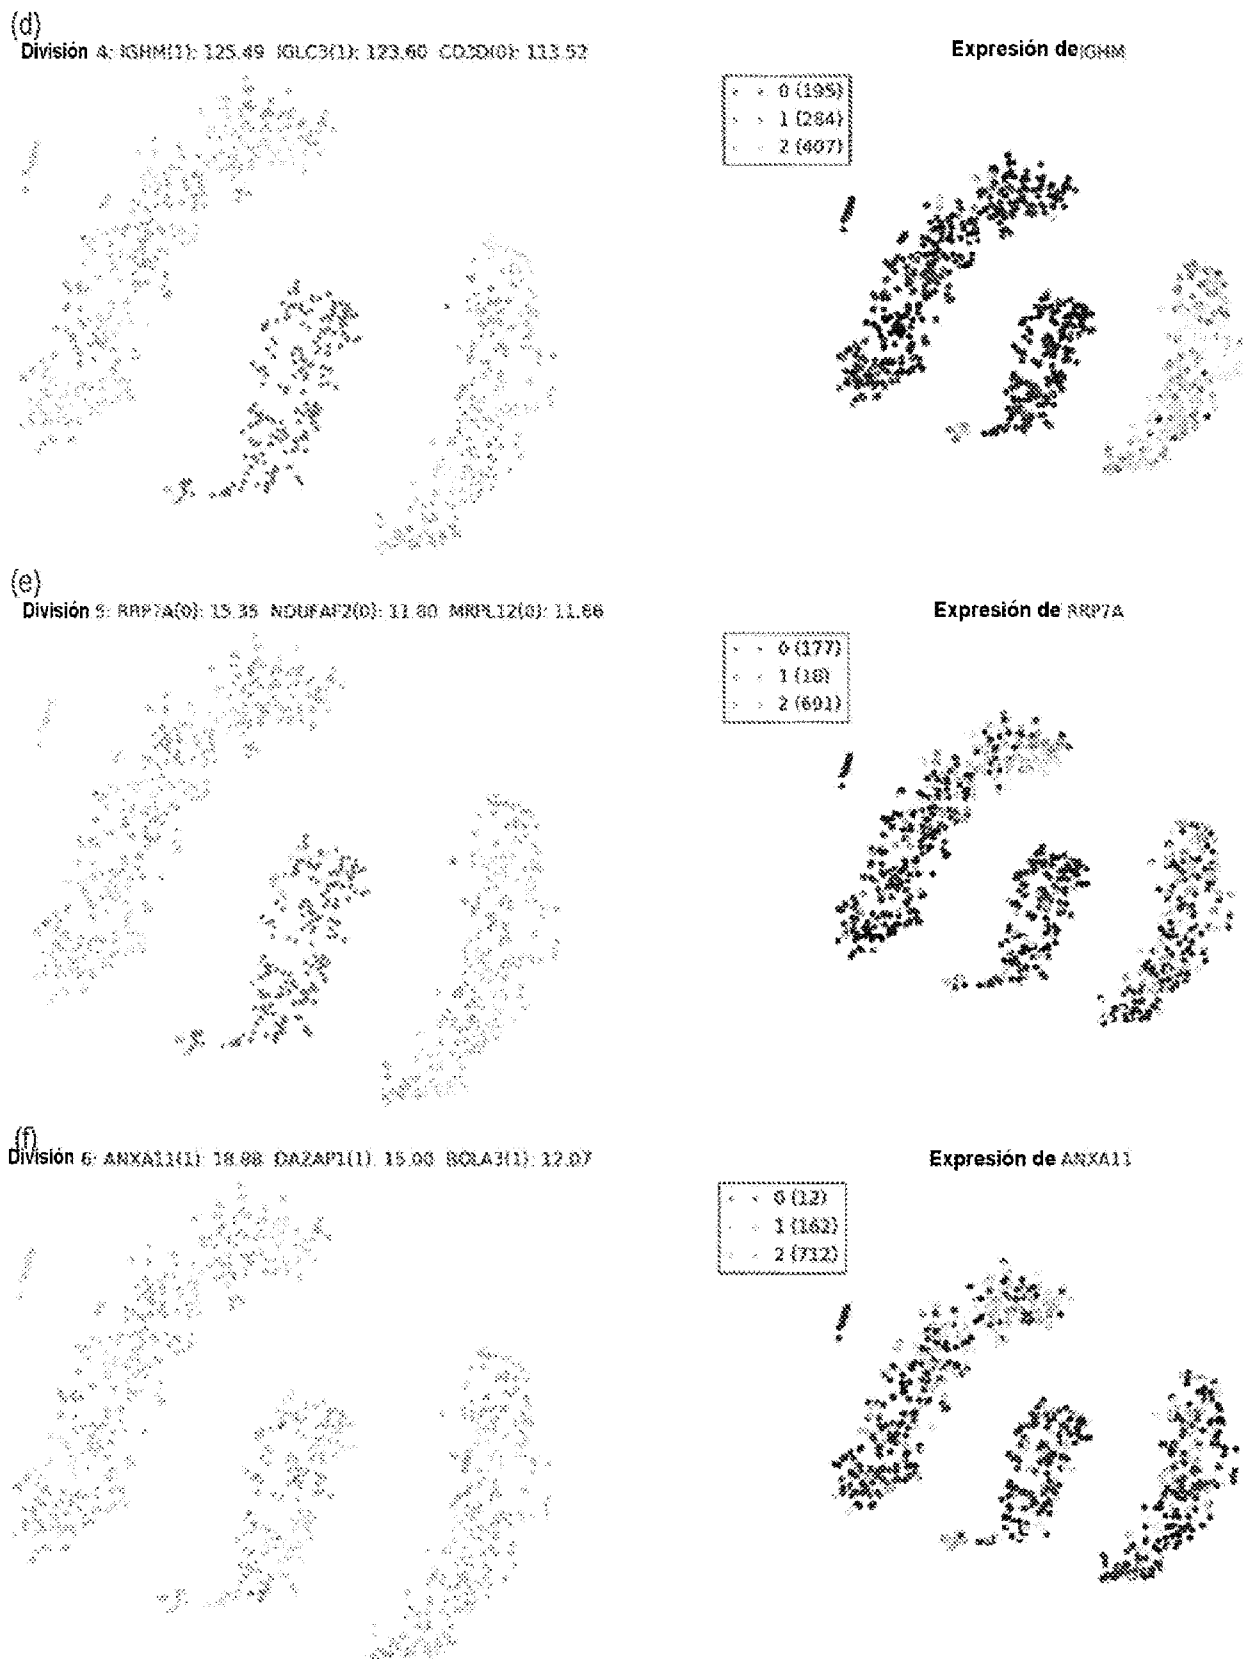 (d)
División 4: IGHM(1): 125.49 IGLC3(1): 123.60 CD3D(0): 113.52
Expresión de IGHM
0 (195)
1 (284)
2 (407)
(e)
División 5: RRP7A(0): 15.35 NDUFAF2(0): 11.80 MRPL12(0): 11.66
Expresión de RRP7A
0 (177)
1 (18)
2 (691)
(f)
División 6: ANXA11(1): 18.88 DAZAP1(1): 15.00 BOLA3(1): 12.07
Expresión de ANXA11
0 (12)
1 (162)
2 (712)